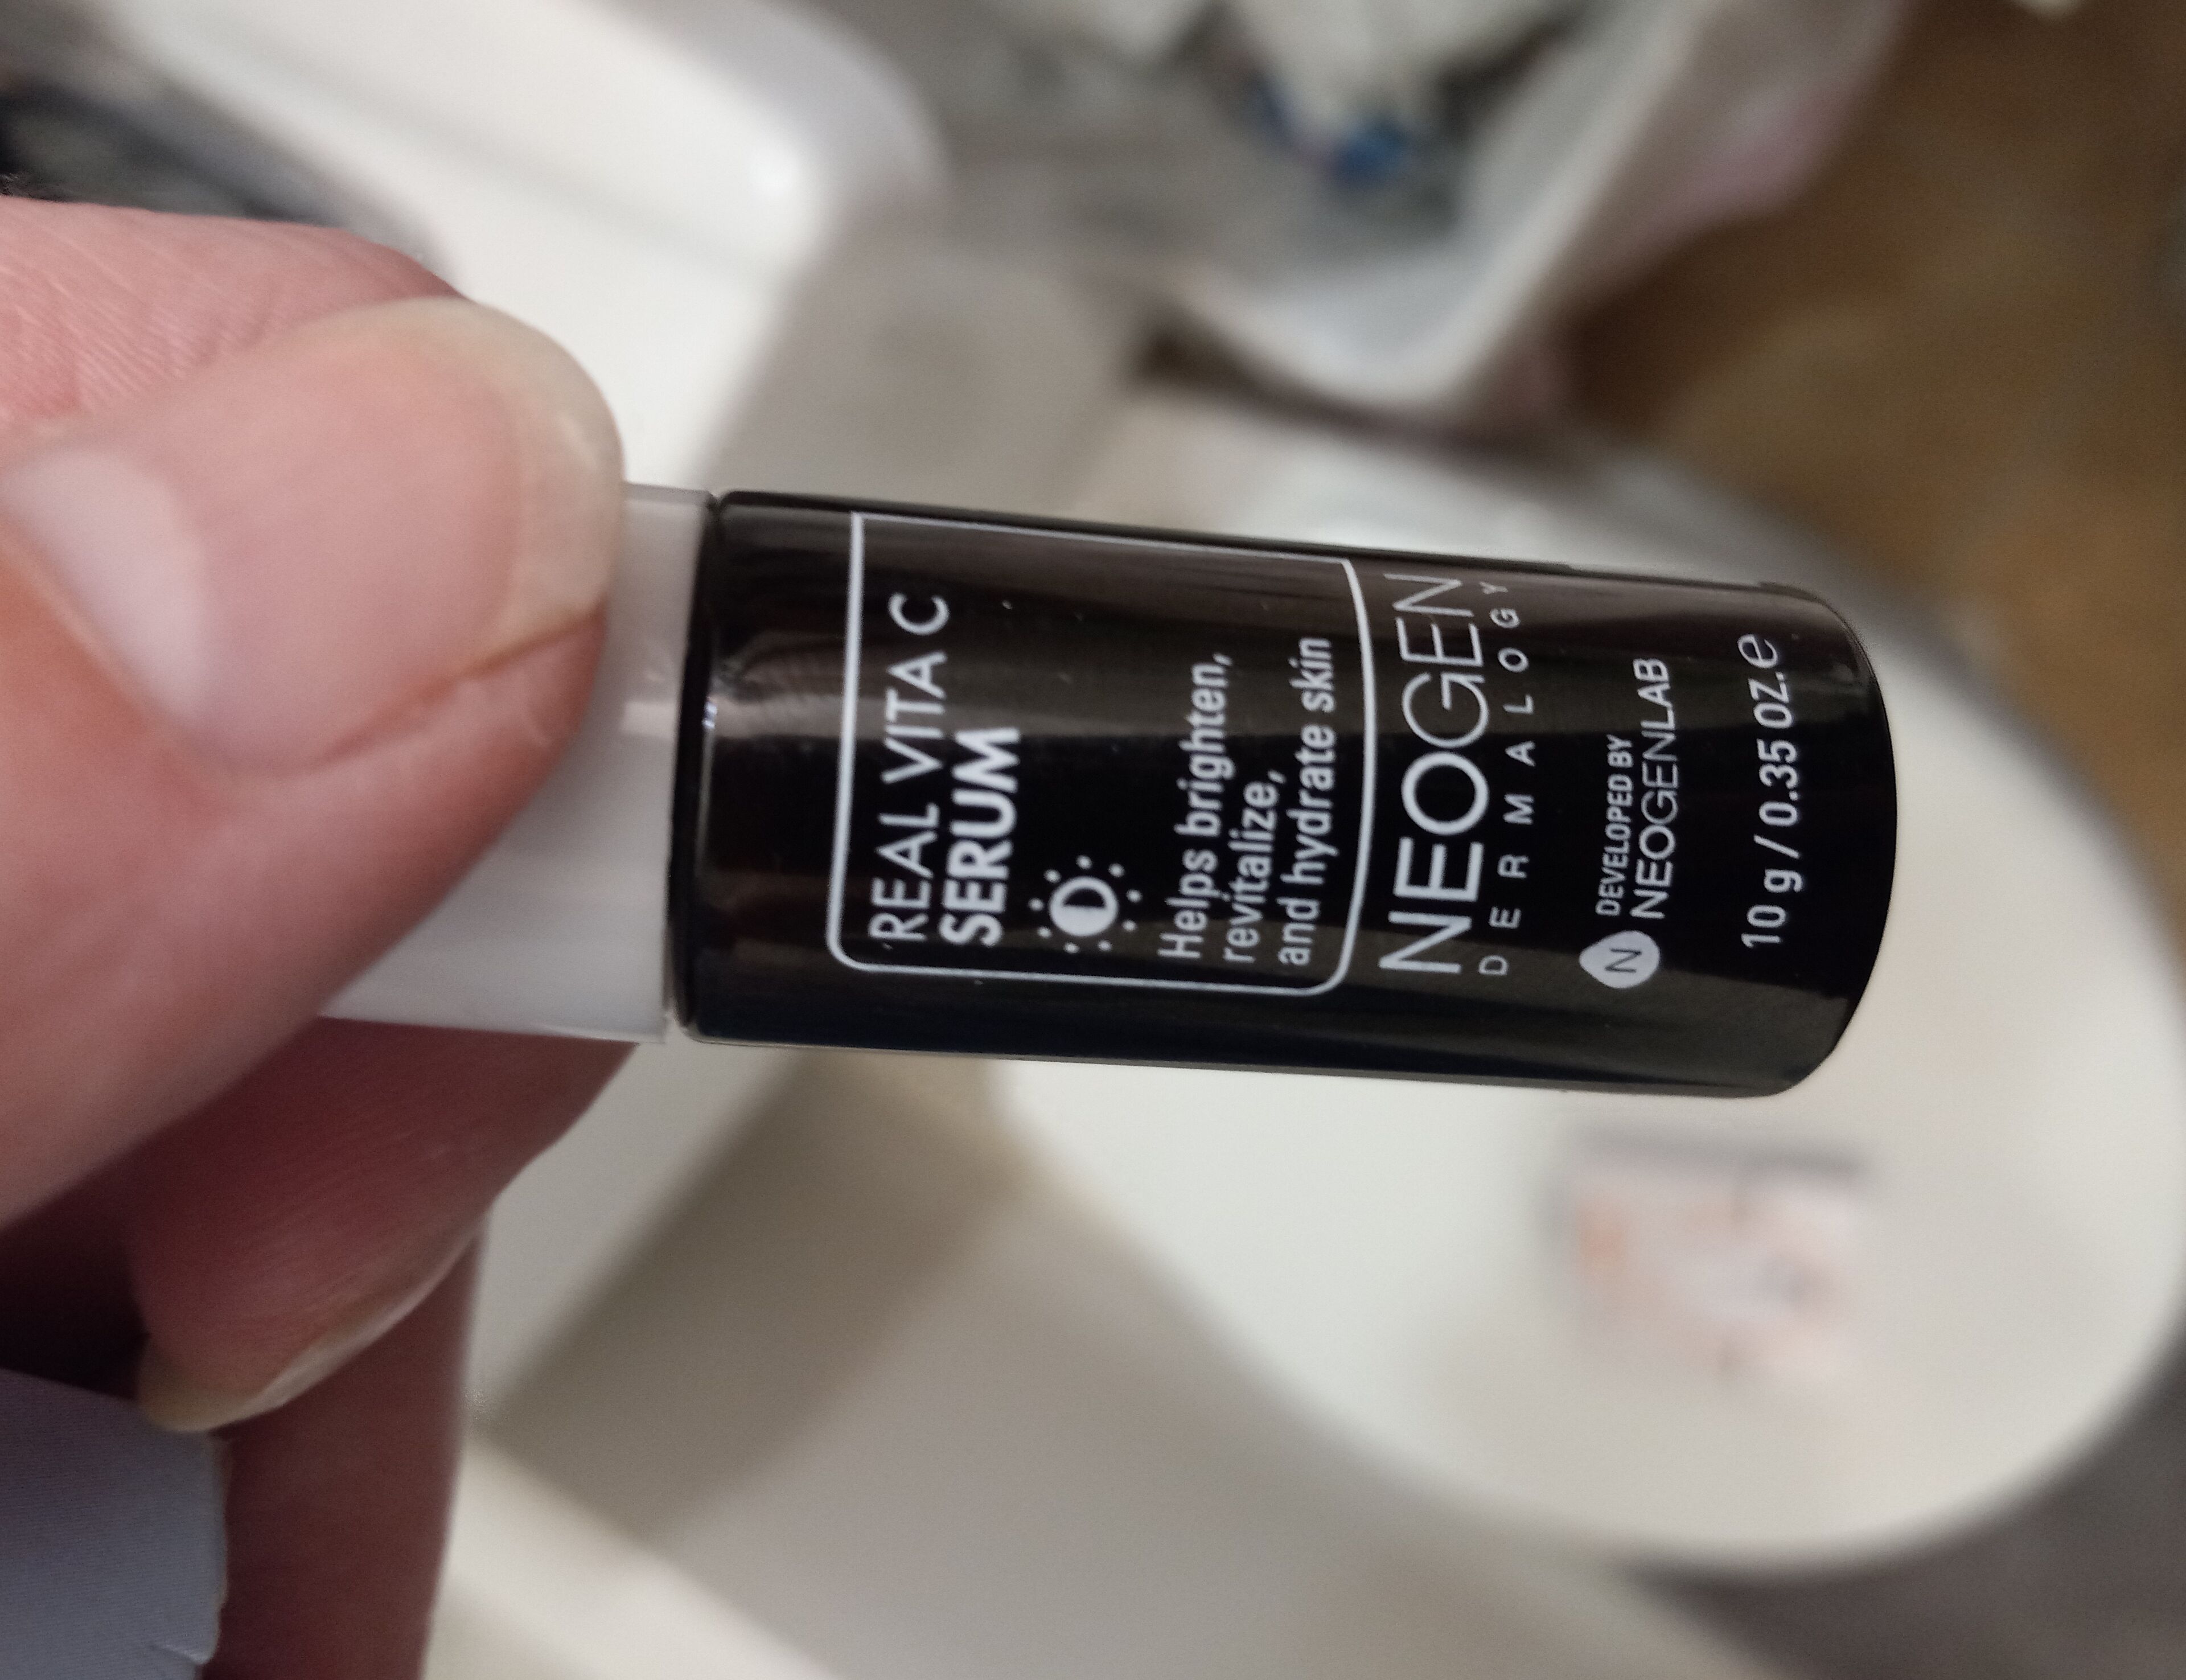 REAL VITA C
SERUM
Helps brighten,
revitalize,
and hydrate skin
NEOGEN
DERMALOGY
N
DEVELOPED BY
NEOGENLAB
10 g / 0.35 OZ. ℮